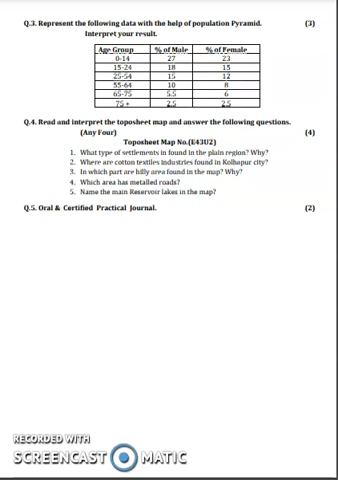 Q.3. Represent the following data with the help of population Pyramid. (3)
Interpret your result.
Age Group % of Male % of Female
0-14 27 23
15-24 18 15
25-54 15 12
55-64 10 8
65-75 5.5 6
75 + 2.5 2.5
Q.4. Read and interpret the toposheet map and answer the following questions.
(Any Four) (4)
Toposheet Map No.(E43U2)
1. What type of settlements in found in the plain region? Why?
2. Where are cotton textiles industries found in Kolhapur city?
3. In which part are hilly area found in the map? Why?
4. Which area has metalled roads?
5. Name the main Reservoir lakes in the map?
Q.5. Oral & Certified Practical Journal. (2)
RECORDED WITH
SCREENCAST MATIC